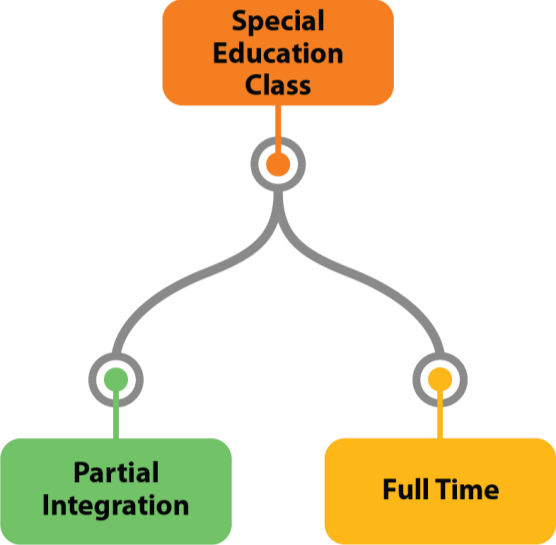 Special
Education
Class
Partial
Integration
Full Time